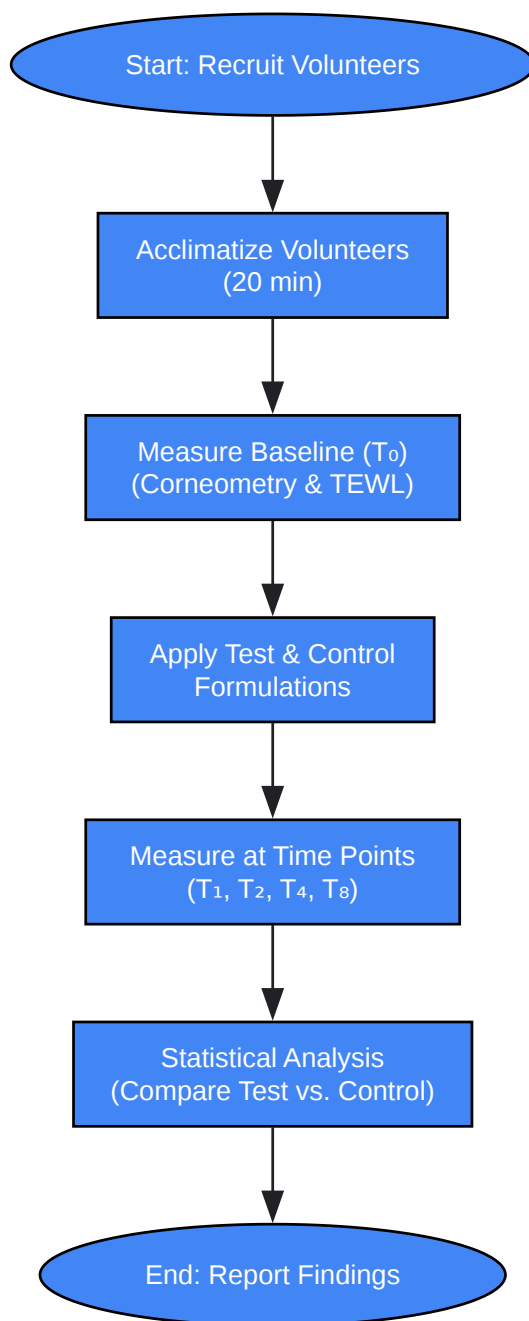 Start: Recruit Volunteers
Acclimatize Volunteers
(20 min)
Measure Baseline (T₀)
(Corneometry & TEWL)
Apply Test & Control
Formulations
Measure at Time Points
(T₁, T₂, T₄, T₈)
Statistical Analysis
(Compare Test vs. Control)
End: Report Findings